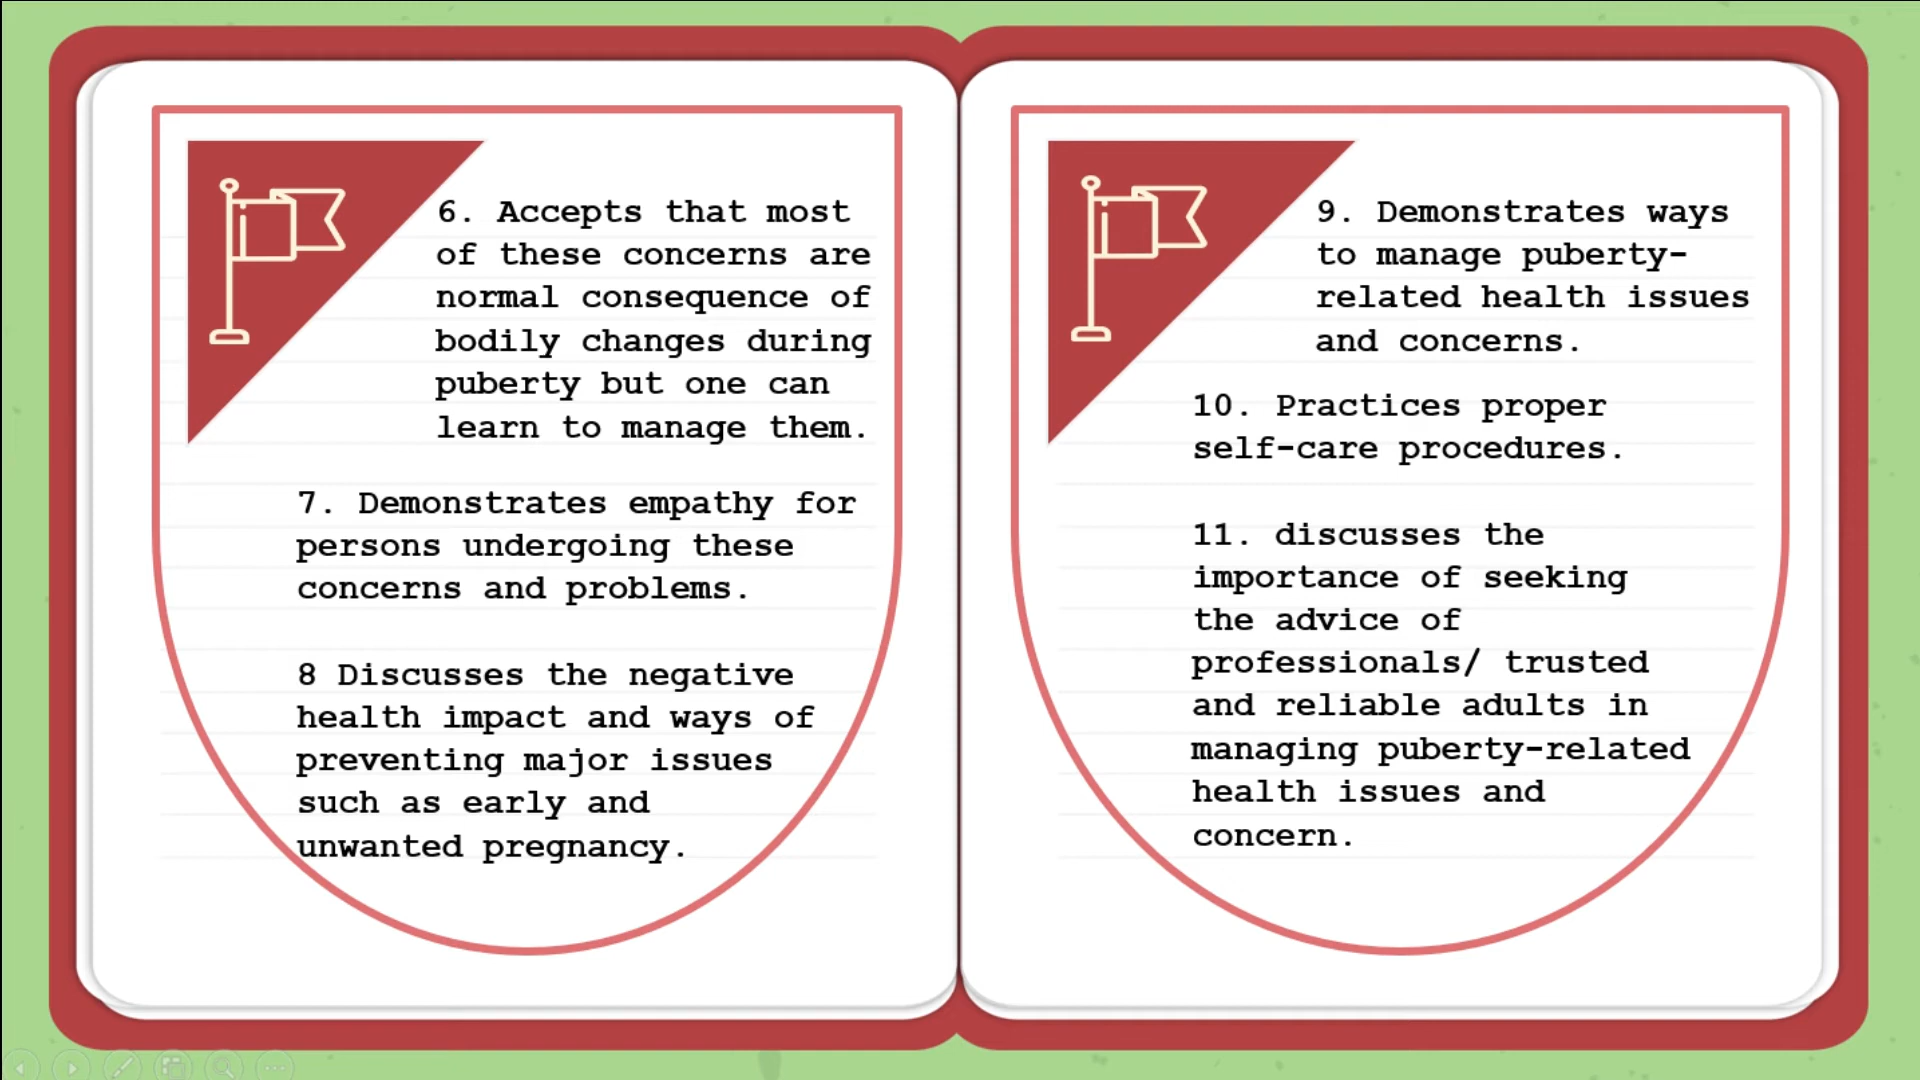 6. Accepts that most
of these concerns are
normal consequence of
bodily changes during
puberty but one can
learn to manage them.
7. Demonstrates empathy for
persons undergoing these
concerns and problems.
8 Discusses the negative
health impact and ways of
preventing major issues
such as early and
unwanted pregnancy.
9. Demonstrates ways
to manage puberty-
related health issues
and concerns.
10. Practices proper
self-care procedures.
11. discusses the
importance of seeking
the advice of
professionals/ trusted
and reliable adults in
managing puberty-related
health issues and
concern.